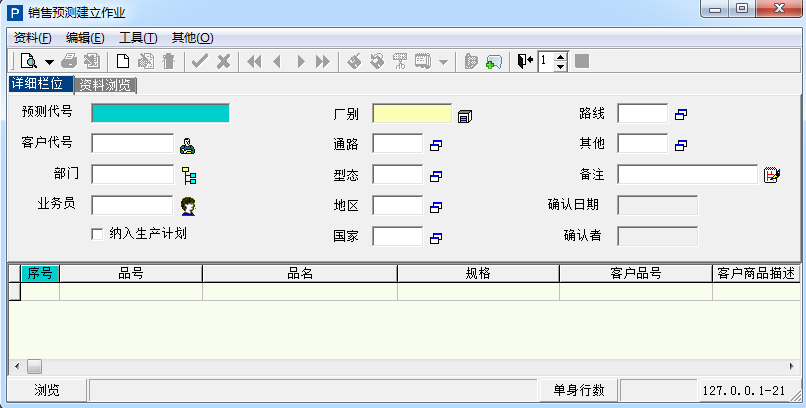 P 销售预测建立作业
资料(F) 编辑(E) 工具(T) 其他(O)
1
详细栏位 资料浏览
预测代号 厂别 路线
客户代号 通路 其他
部门 型态 备注
业务员 地区 确认日期
纳入生产计划 国家 确认者
序号 品号 品名 规格 客户品号 客户商品描述
浏览 单身行数 127.0.0.1-21